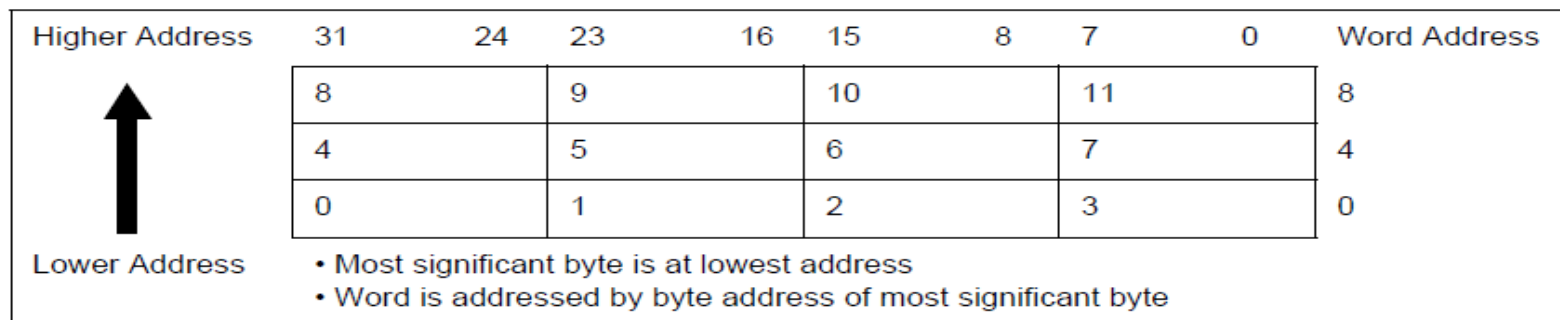 Higher Address 31 24 23 16 15 8 7 0 Word Address
8 9 10 11 8
4 5 6 7 4
0 1 2 3 0
Lower Address • Most significant byte is at lowest address
• Word is addressed by byte address of most significant byte